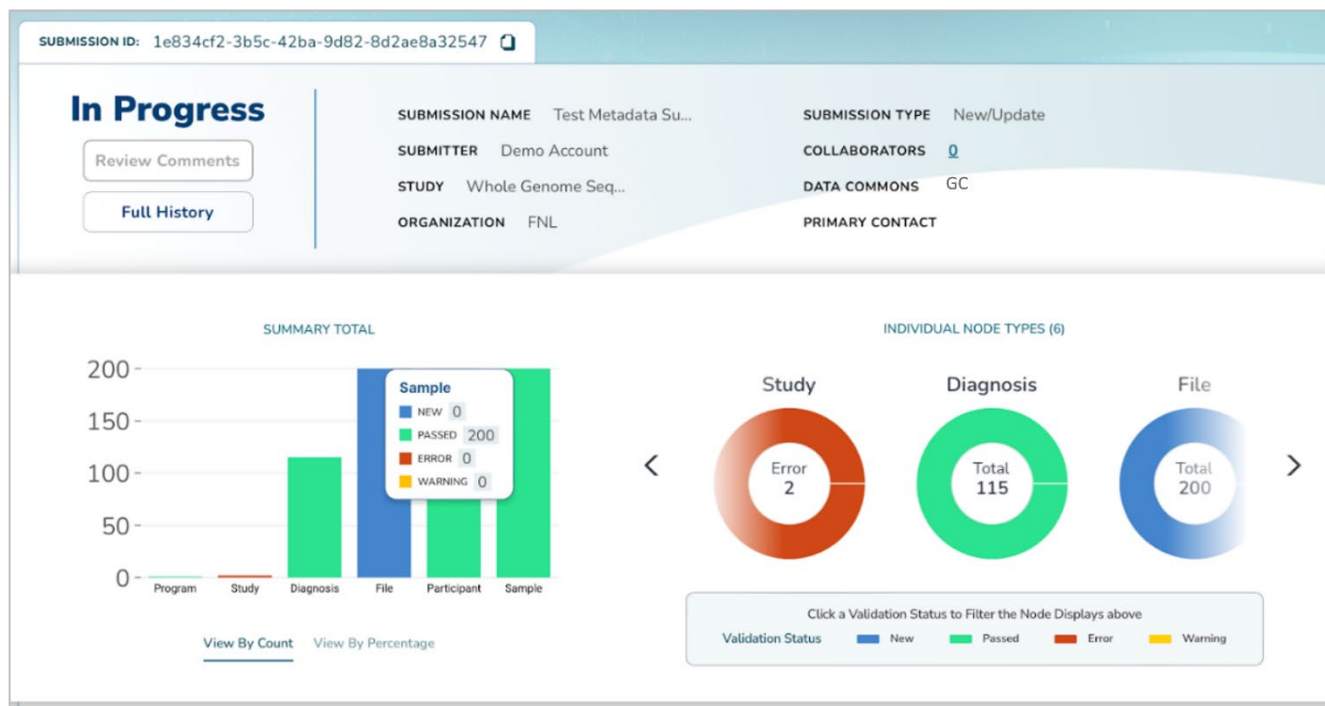 SUBMISSION ID: 1e834cf2-3b5c-42ba-9d82-8d2ae8a32547
In Progress
Review Comments
Full History
SUBMISSION NAME Test Metadata Su...
SUBMITTER Demo Account
STUDY Whole Genome Seq...
ORGANIZATION FNL
SUBMISSION TYPE New/Update
COLLABORATORS 0
DATA COMMONS GC
PRIMARY CONTACT
SUMMARY TOTAL
200
150
100
50
0
Program Study Diagnosis File Participant Sample
Sample
NEW 0
PASSED 200
ERROR 0
WARNING 0
View By Count View By Percentage
INDIVIDUAL NODE TYPES (6)
Study Diagnosis File
Error
2
Total
115
Total
200
Click a Validation Status to Filter the Node Displays above
Validation Status New Passed Error Warning